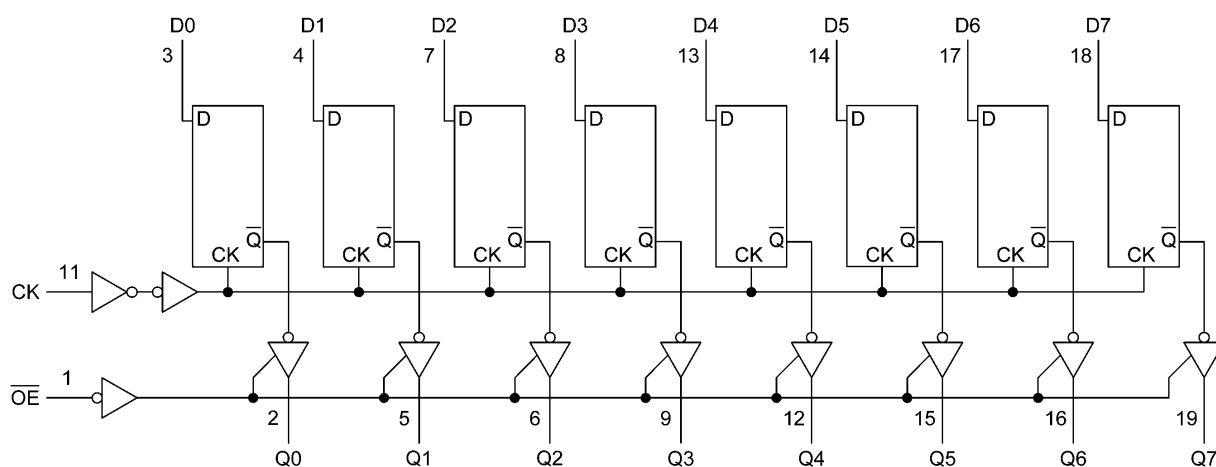 D0 D1 D2 D3 D4 D5 D6 D7
3 4 7 8 13 14 17 18
D D D D D D D D
Q̅ Q̅ Q̅ Q̅ Q̅ Q̅ Q̅ Q̅
CK CK CK CK CK CK CK CK
11
CK
1
O̅E̅
2 5 6 9 12 15 16 19
Q0 Q1 Q2 Q3 Q4 Q5 Q6 Q7